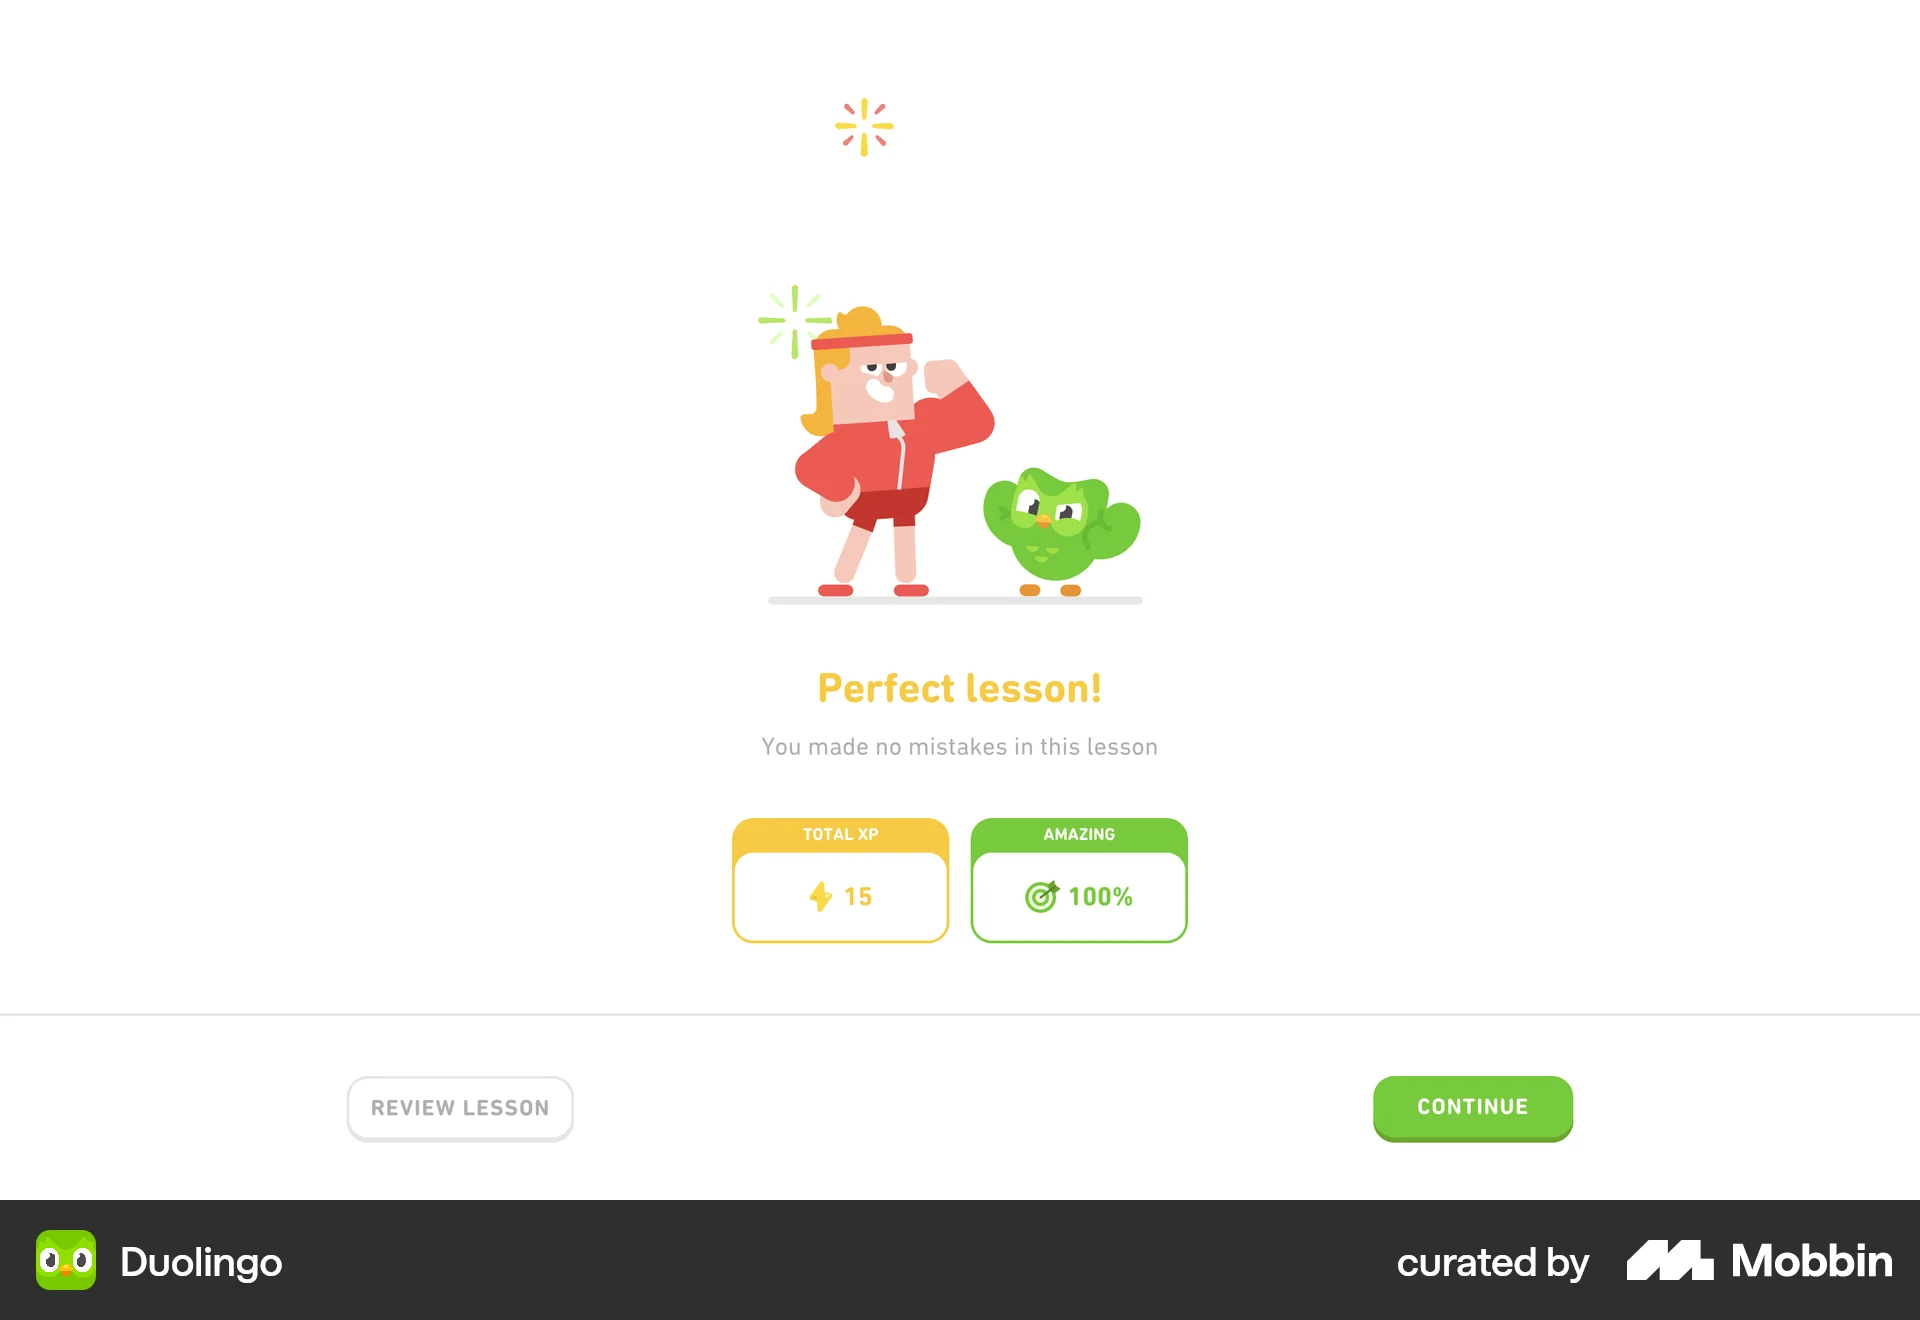 Perfect lesson!
You made no mistakes in this lesson
TOTAL XP
15
AMAZING
100%
REVIEW LESSON
CONTINUE
Duolingo
curated by Mobbin